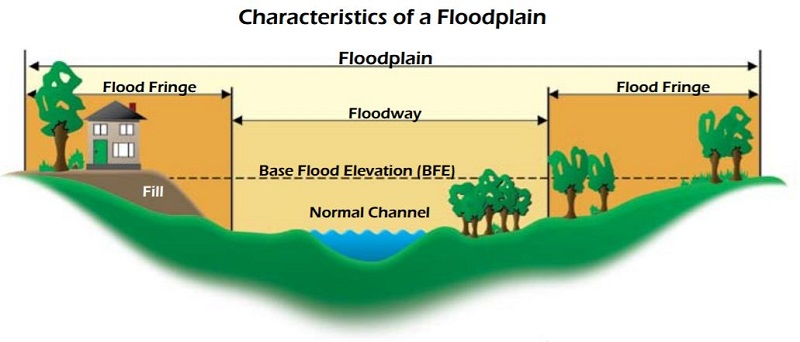 Characteristics of a Floodplain
Floodplain
Flood Fringe
Flood Fringe
Floodway
Base Flood Elevation (BFE)
Fill
Normal Channel